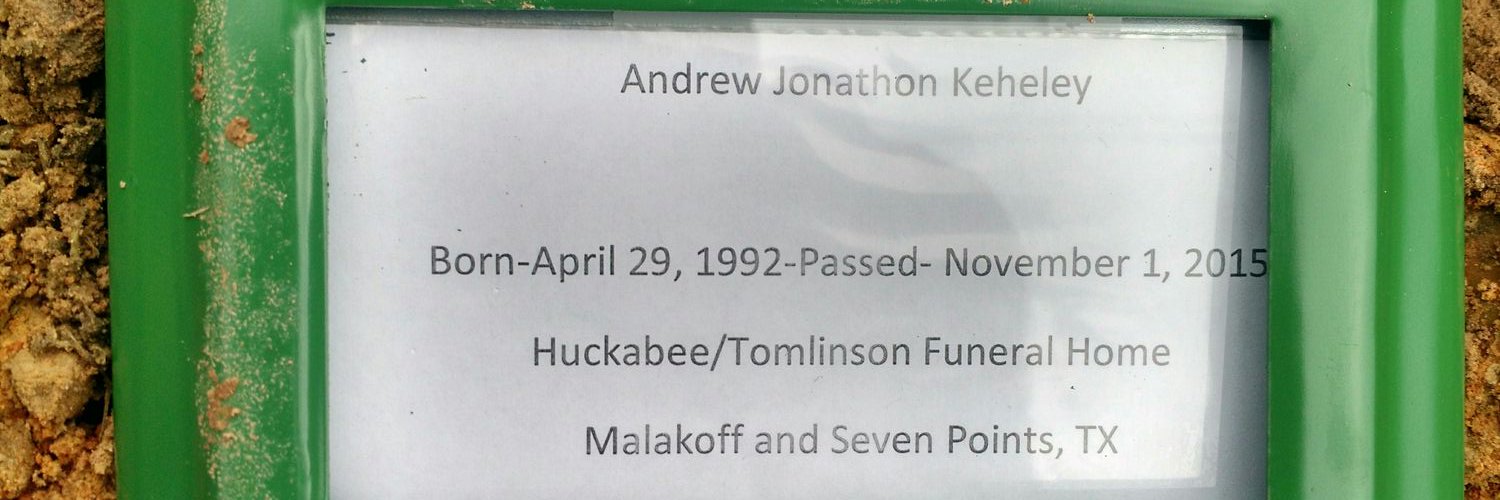 Andrew Jonathon Keheley
Born-April 29, 1992-Passed- November 1, 2015
Huckabee/Tomlinson Funeral Home
Malakoff and Seven Points, TX